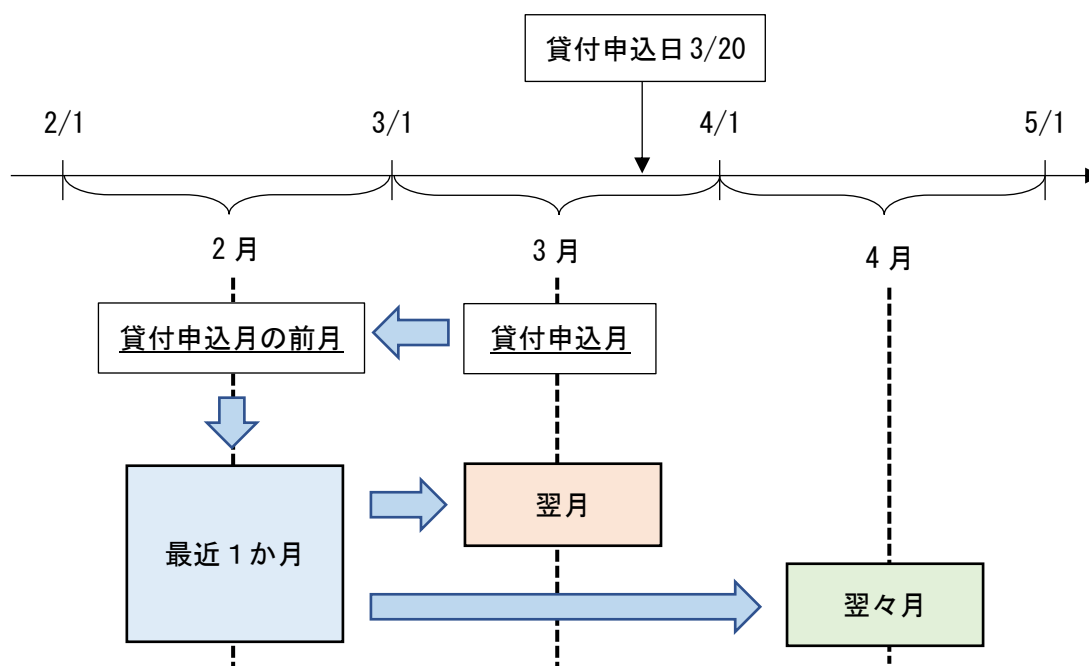 貸付申込日 3/20
2/1
3/1
4/1
5/1
2 月
3 月
4 月
貸付申込月の前月
貸付申込月
最近１か月
翌月
翌々月